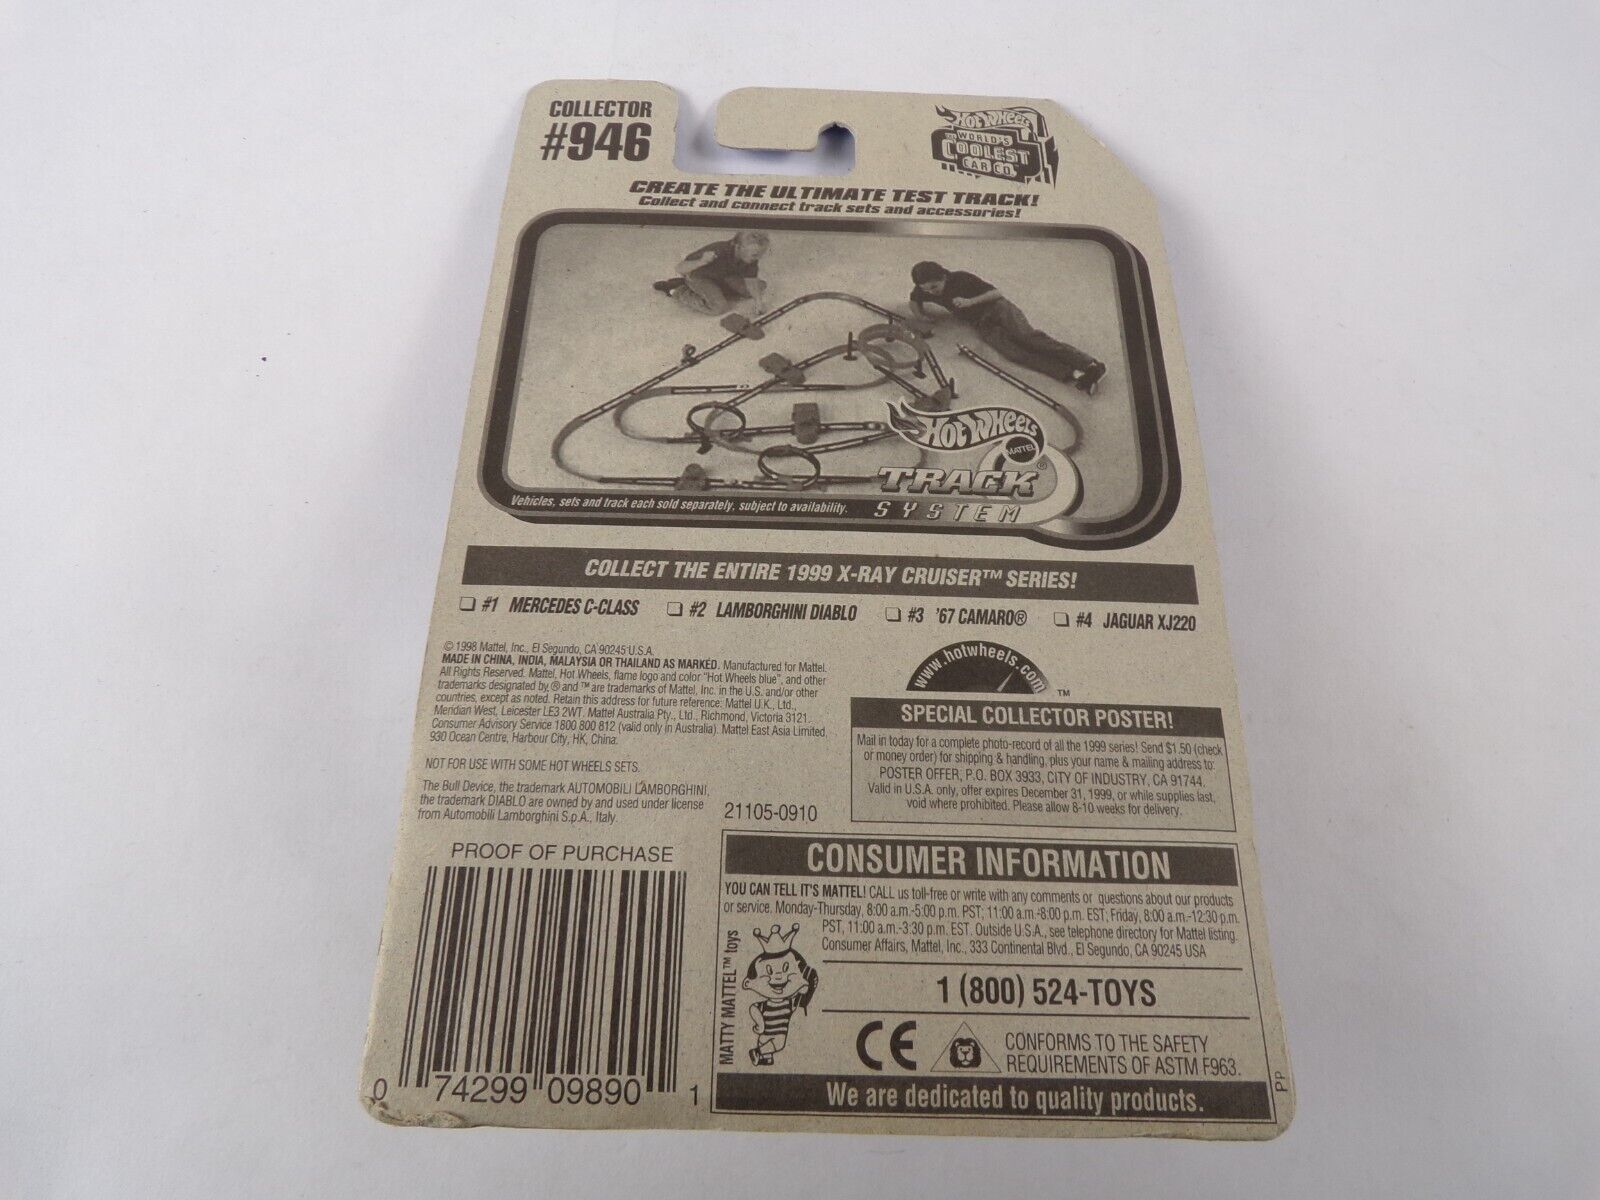 COLLECTOR
#946
HOT WHEELS
THE WORLD'S
COOLEST
CAR CO.
CREATE THE ULTIMATE TEST TRACK!
Collect and connect track sets and accessories!
HOT WHEELS
MATTEL
TRACK®
SYSTEM
Vehicles, sets and track each sold separately, subject to availability.
COLLECT THE ENTIRE 1999 X-RAY CRUISER™ SERIES!
#1 MERCEDES C-CLASS
#2 LAMBORGHINI DIABLO
#3 '67 CAMARO®
#4 JAGUAR XJ220
© 1998 Mattel, Inc., El Segundo, CA 90245 U.S.A.
MADE IN CHINA, INDIA, MALAYSIA OR THAILAND AS MARKED. Manufactured for Mattel.
All Rights Reserved. Mattel, Hot Wheels, flame logo and color "Hot Wheels blue", and other
trademarks designated by ® and ™ are trademarks of Mattel, Inc. in the U.S. and/or other
countries, except as noted. Retain this address for future reference: Mattel U.K., Ltd.,
Meridian West, Leicester LE3 2WT. Mattel Australia Pty., Ltd., Richmond, Victoria 3121.
Consumer Advisory Service 1800 800 812 (valid only in Australia). Mattel East Asia Limited,
930 Ocean Centre, Harbour City, HK, China.
NOT FOR USE WITH SOME HOT WHEELS SETS.
The Bull Device, the trademark AUTOMOBILI LAMBORGHINI,
the trademark DIABLO are owned by and used under license
from Automobili Lamborghini S.p.A., Italy.
21105-0910
www.hotwheels.com
™
SPECIAL COLLECTOR POSTER!
Mail in today for a complete photo-record of all the 1999 series! Send $1.50 (check
or money order) for shipping & handling, plus your name & mailing address to:
POSTER OFFER, P.O. BOX 3933, CITY OF INDUSTRY, CA 91744.
Valid in U.S.A. only, offer expires December 31, 1999, or while supplies last,
void where prohibited. Please allow 8-10 weeks for delivery.
PROOF OF PURCHASE
0 74299 09890 1
CONSUMER INFORMATION
YOU CAN TELL IT'S MATTEL! CALL us toll-free or write with any comments or questions about our products
or service. Monday-Thursday, 8:00 a.m.-5:00 p.m. PST; 11:00 a.m.-8:00 p.m. EST; Friday, 8:00 a.m.-12:30 p.m.
PST, 11:00 a.m.-3:30 p.m. EST. Outside U.S.A., see telephone directory for Mattel listing.
Consumer Affairs, Mattel, Inc., 333 Continental Blvd., El Segundo, CA 90245 USA
MATTY MATTEL™ toys
1 (800) 524-TOYS
CE
CONFORMS TO THE SAFETY
REQUIREMENTS OF ASTM F963.
We are dedicated to quality products.
PP